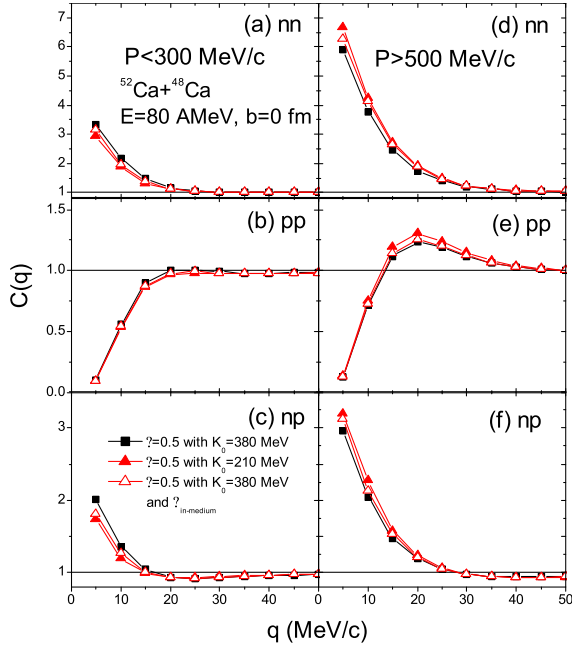 (a) nn
P<300 MeV/c
⁵²Ca+⁴⁸Ca
E=80 AMeV, b=0 fm
7
6
5
4
3
2
1
(d) nn
P>500 MeV/c
(b) pp
1.5
1.0
0.5
0.0
(e) pp
C(q)
(c) np
?=0.5 with K₀=380 MeV
?=0.5 with K₀=210 MeV
?=0.5 with K₀=380 MeV
and ?in-medium
3
2
1
(f) np
0 10 20 30 40 0 10 20 30 40 50
q (MeV/c)